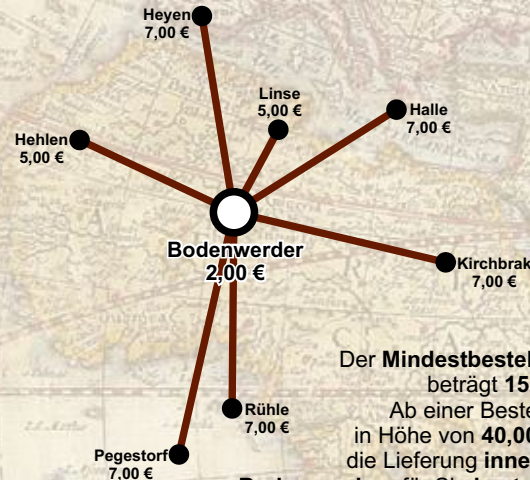 Heyen
7,00 €
Linse
5,00 €
Halle
7,00 €
Hehlen
5,00 €
Bodenwerder
2,00 €
Kirchbrak
7,00 €
Der Mindestbestel
beträgt 15
Ab einer Beste
in Höhe von 40,00
die Lieferung inne
Rühle
7,00 €
Pegestorf
7,00 €